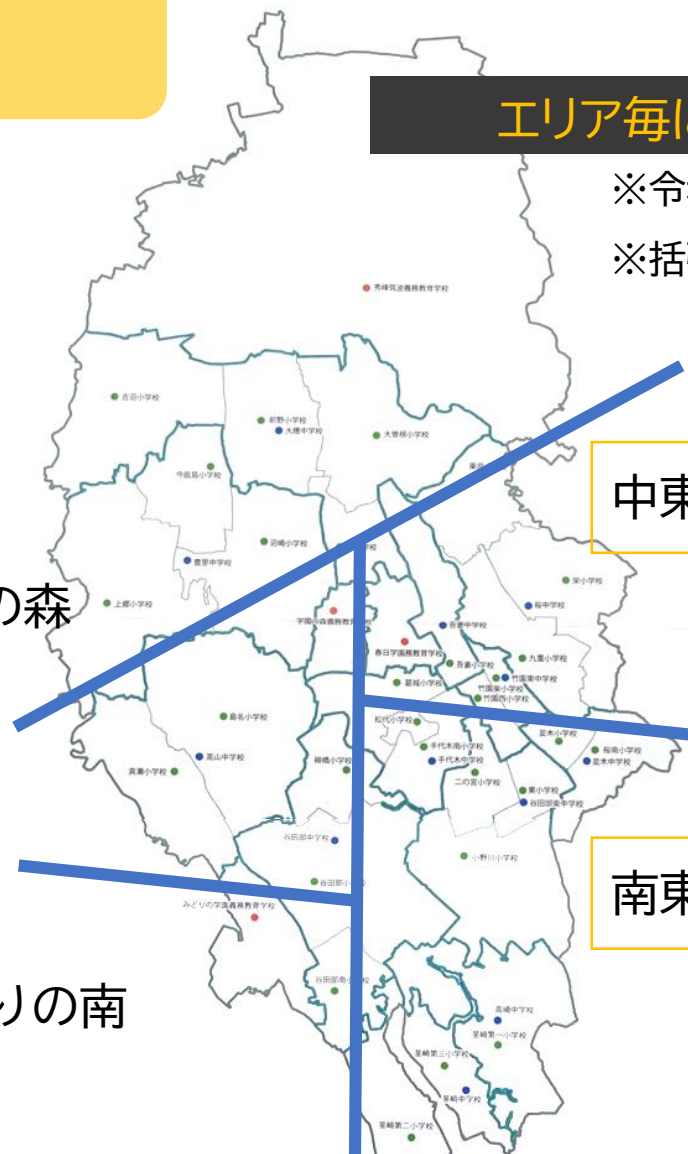 エリア毎に
※令
※括
秀峰筑波義務教育学校
吉沼小学校
前野小学校
大穂中学校
大曽根小学校
今鹿島小学校
中東
沼崎小学校
豊里中学校
栄小学校
上郷小学校
桜中学校
の森
学園の森義務教育学校
吾妻中学校
春日学園義務教育学校
九重小学校
吾妻小学校
竹園東中学校
葛城小学校
竹園東小学校
竹園西小学校
島名小学校
松代小学校
並木小学校
手代木南小学校
桜南小学校
高山中学校
柳橋小学校
手代木中学校
並木中学校
真瀬小学校
二の宮小学校
東小学校
谷田部東中学校
谷田部中学校
小野川小学校
谷田部小
南東
みどりの学園義務教育学校
谷田部南小学校
りの南
高崎中学校
茎崎第一小学校
茎崎第三小学校
茎崎中学校
茎崎第二小学校